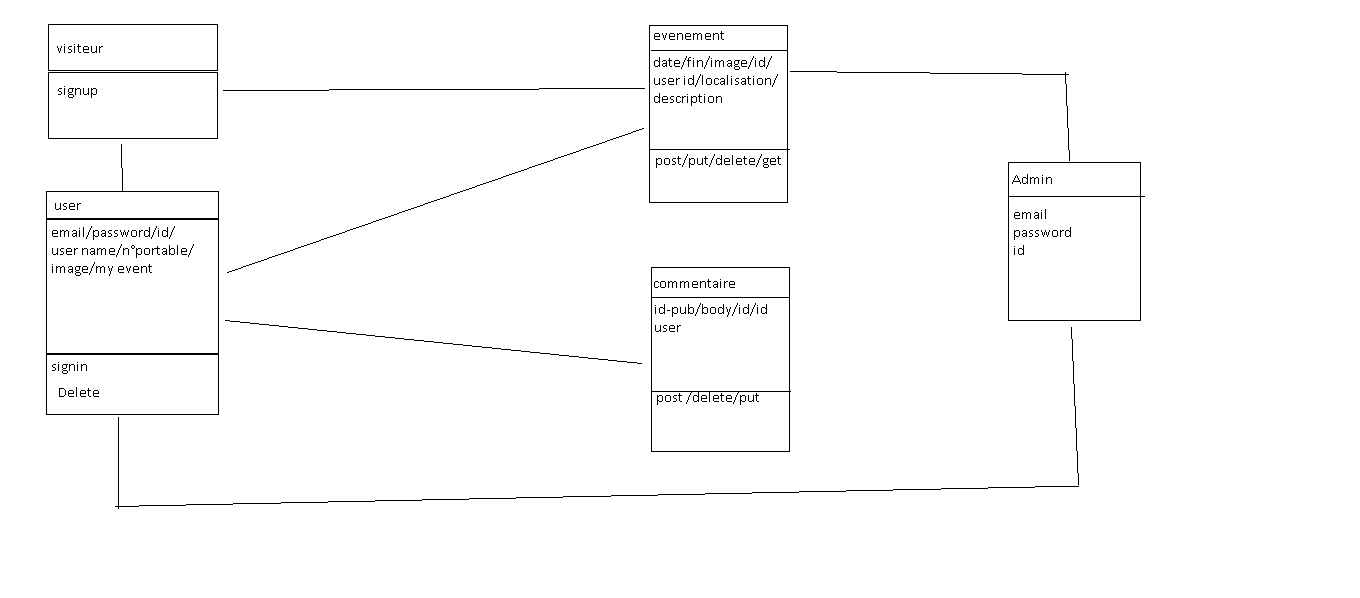 visiteur
signup
user
email/password/id/
user name/n°portable/
image/my event
signin
Delete
evenement
date/fin/image/id/
user id/localisation/
description
post/put/delete/get
commentaire
id-pub/body/id/id
user
post /delete/put
Admin
email
password
id